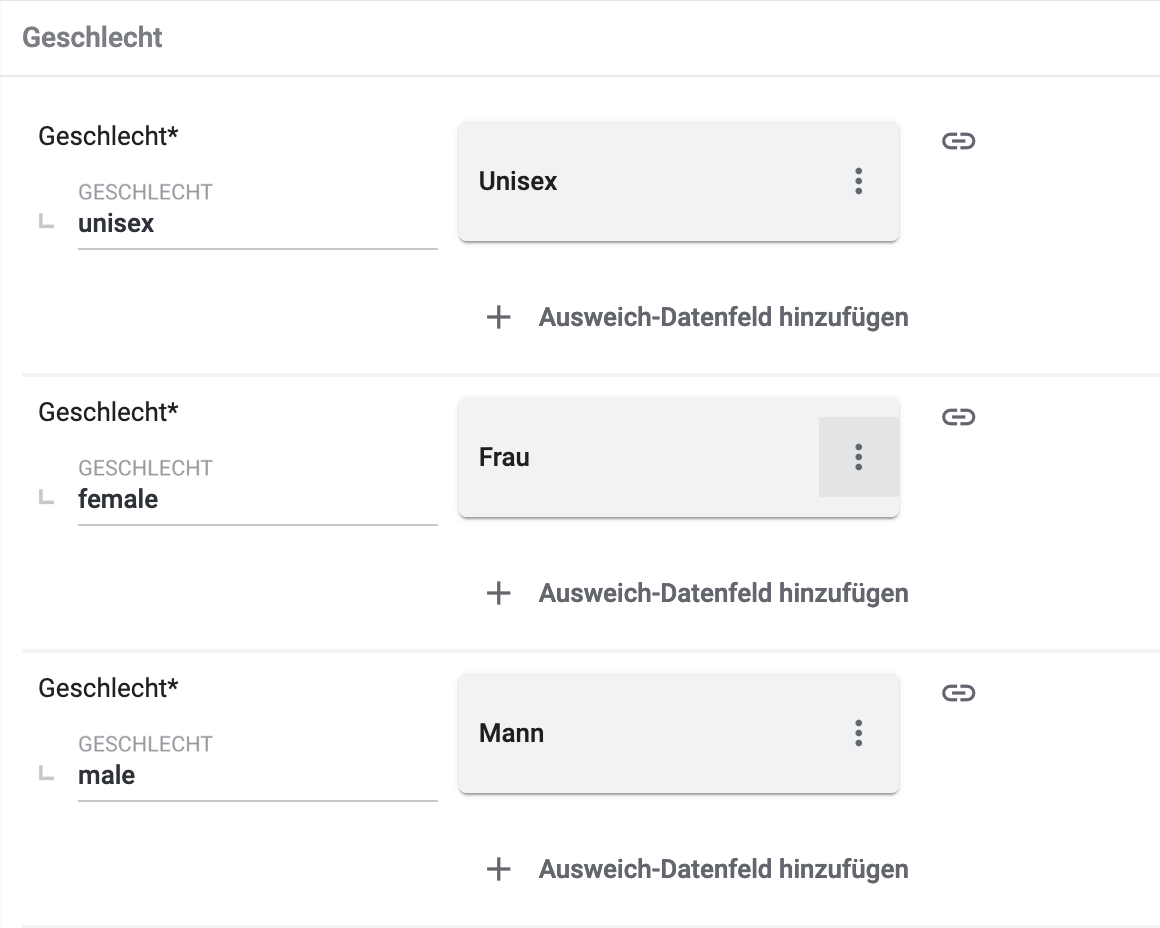 Geschlecht
Geschlecht*
GESCHLECHT
unisex
Unisex
Ausweich-Datenfeld hinzufügen
Geschlecht*
GESCHLECHT
female
Frau
Ausweich-Datenfeld hinzufügen
Geschlecht*
GESCHLECHT
male
Mann
Ausweich-Datenfeld hinzufügen